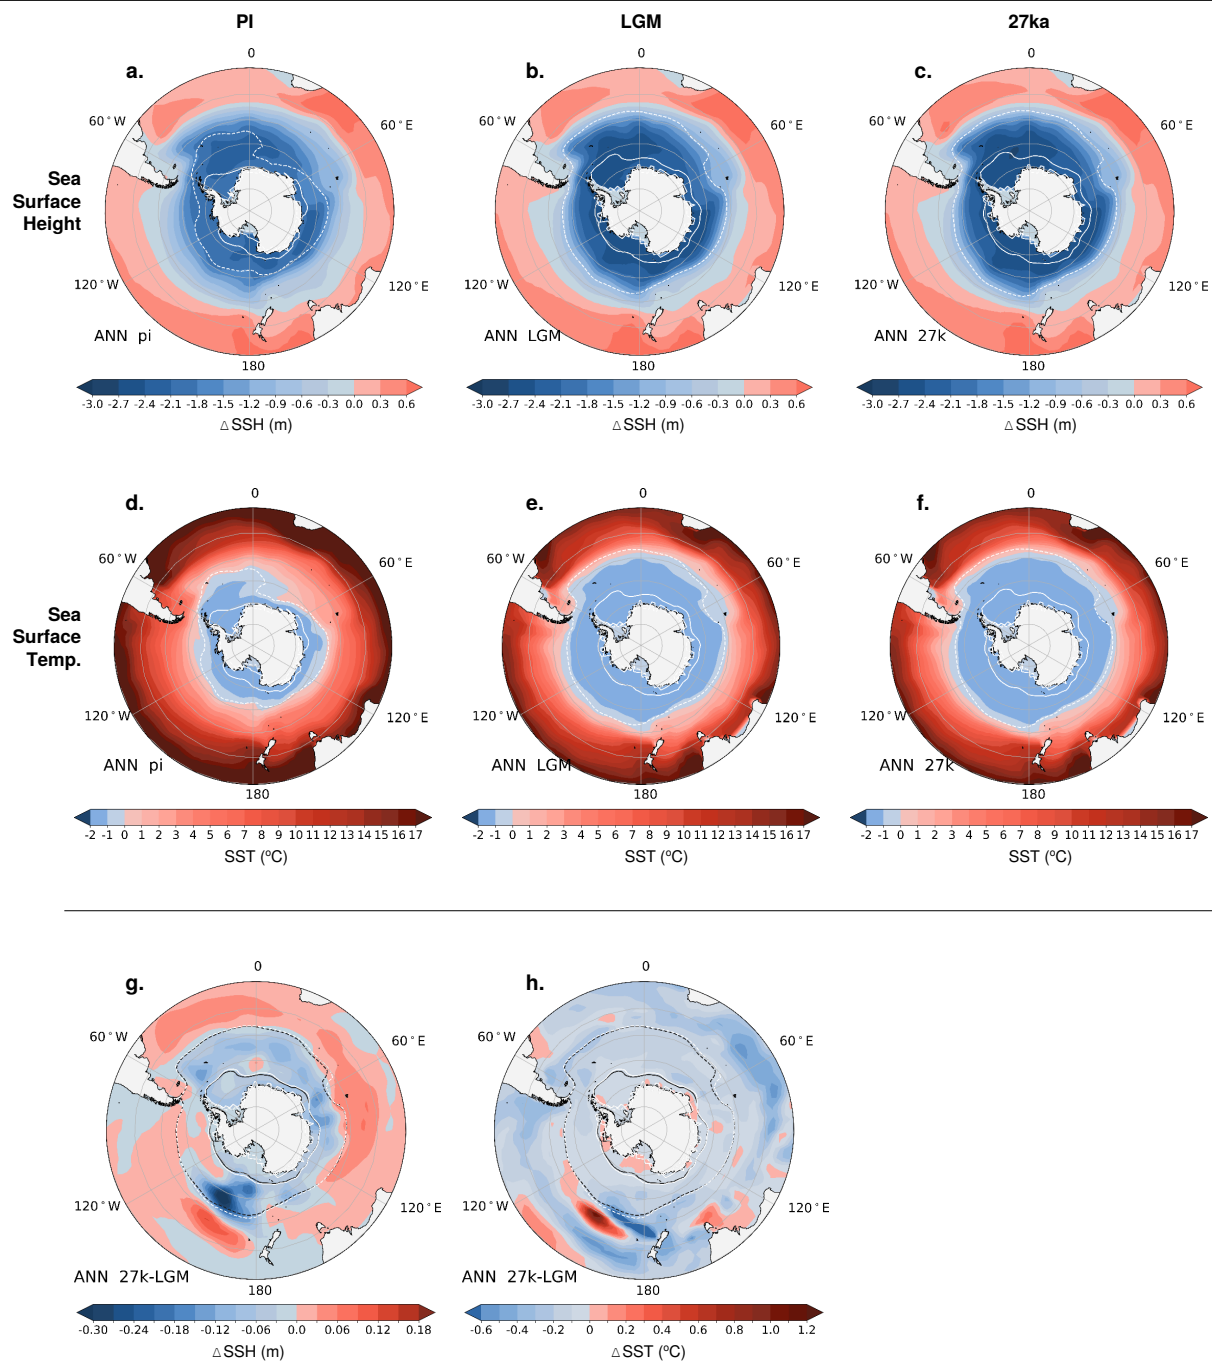 PI LGM 27ka
a. b. c.
0 0 0
60°W 60°E 60°W 60°E 60°W 60°E
Sea
Surface
Height
120°W 120°E 120°W 120°E 120°W 120°E
ANN pi ANN LGM ANN 27k
180 180 180
-3.0 -2.7 -2.4 -2.1 -1.8 -1.5 -1.2 -0.9 -0.6 -0.3 0.0 0.3 0.6 -3.0 -2.7 -2.4 -2.1 -1.8 -1.5 -1.2 -0.9 -0.6 -0.3 0.0 0.3 0.6 -3.0 -2.7 -2.4 -2.1 -1.8 -1.5 -1.2 -0.9 -0.6 -0.3 0.0 0.3 0.6
△SSH (m) △SSH (m) △SSH (m)
d. e. f.
0 0 0
60°W 60°E 60°W 60°E 60°W 60°E
Sea
Surface
Temp.
120°W 120°E 120°W 120°E 120°W 120°E
ANN pi ANN LGM ANN 27k
180 180 180
-2 -1 0 1 2 3 4 5 6 7 8 9 10 11 12 13 14 15 16 17 -2 -1 0 1 2 3 4 5 6 7 8 9 10 11 12 13 14 15 16 17 -2 -1 0 1 2 3 4 5 6 7 8 9 10 11 12 13 14 15 16 17
SST (ºC) SST (ºC) SST (ºC)
g. h.
0 0
60°W 60°E 60°W 60°E
120°W 120°E 120°W 120°E
ANN 27k-LGM ANN 27k-LGM
180 180
-0.30 -0.24 -0.18 -0.12 -0.06 0.0 0.06 0.12 0.18 -0.6 -0.4 -0.2 0 0.2 0.4 0.6 0.8 1.0 1.2
△SSH (m) △SST (ºC)